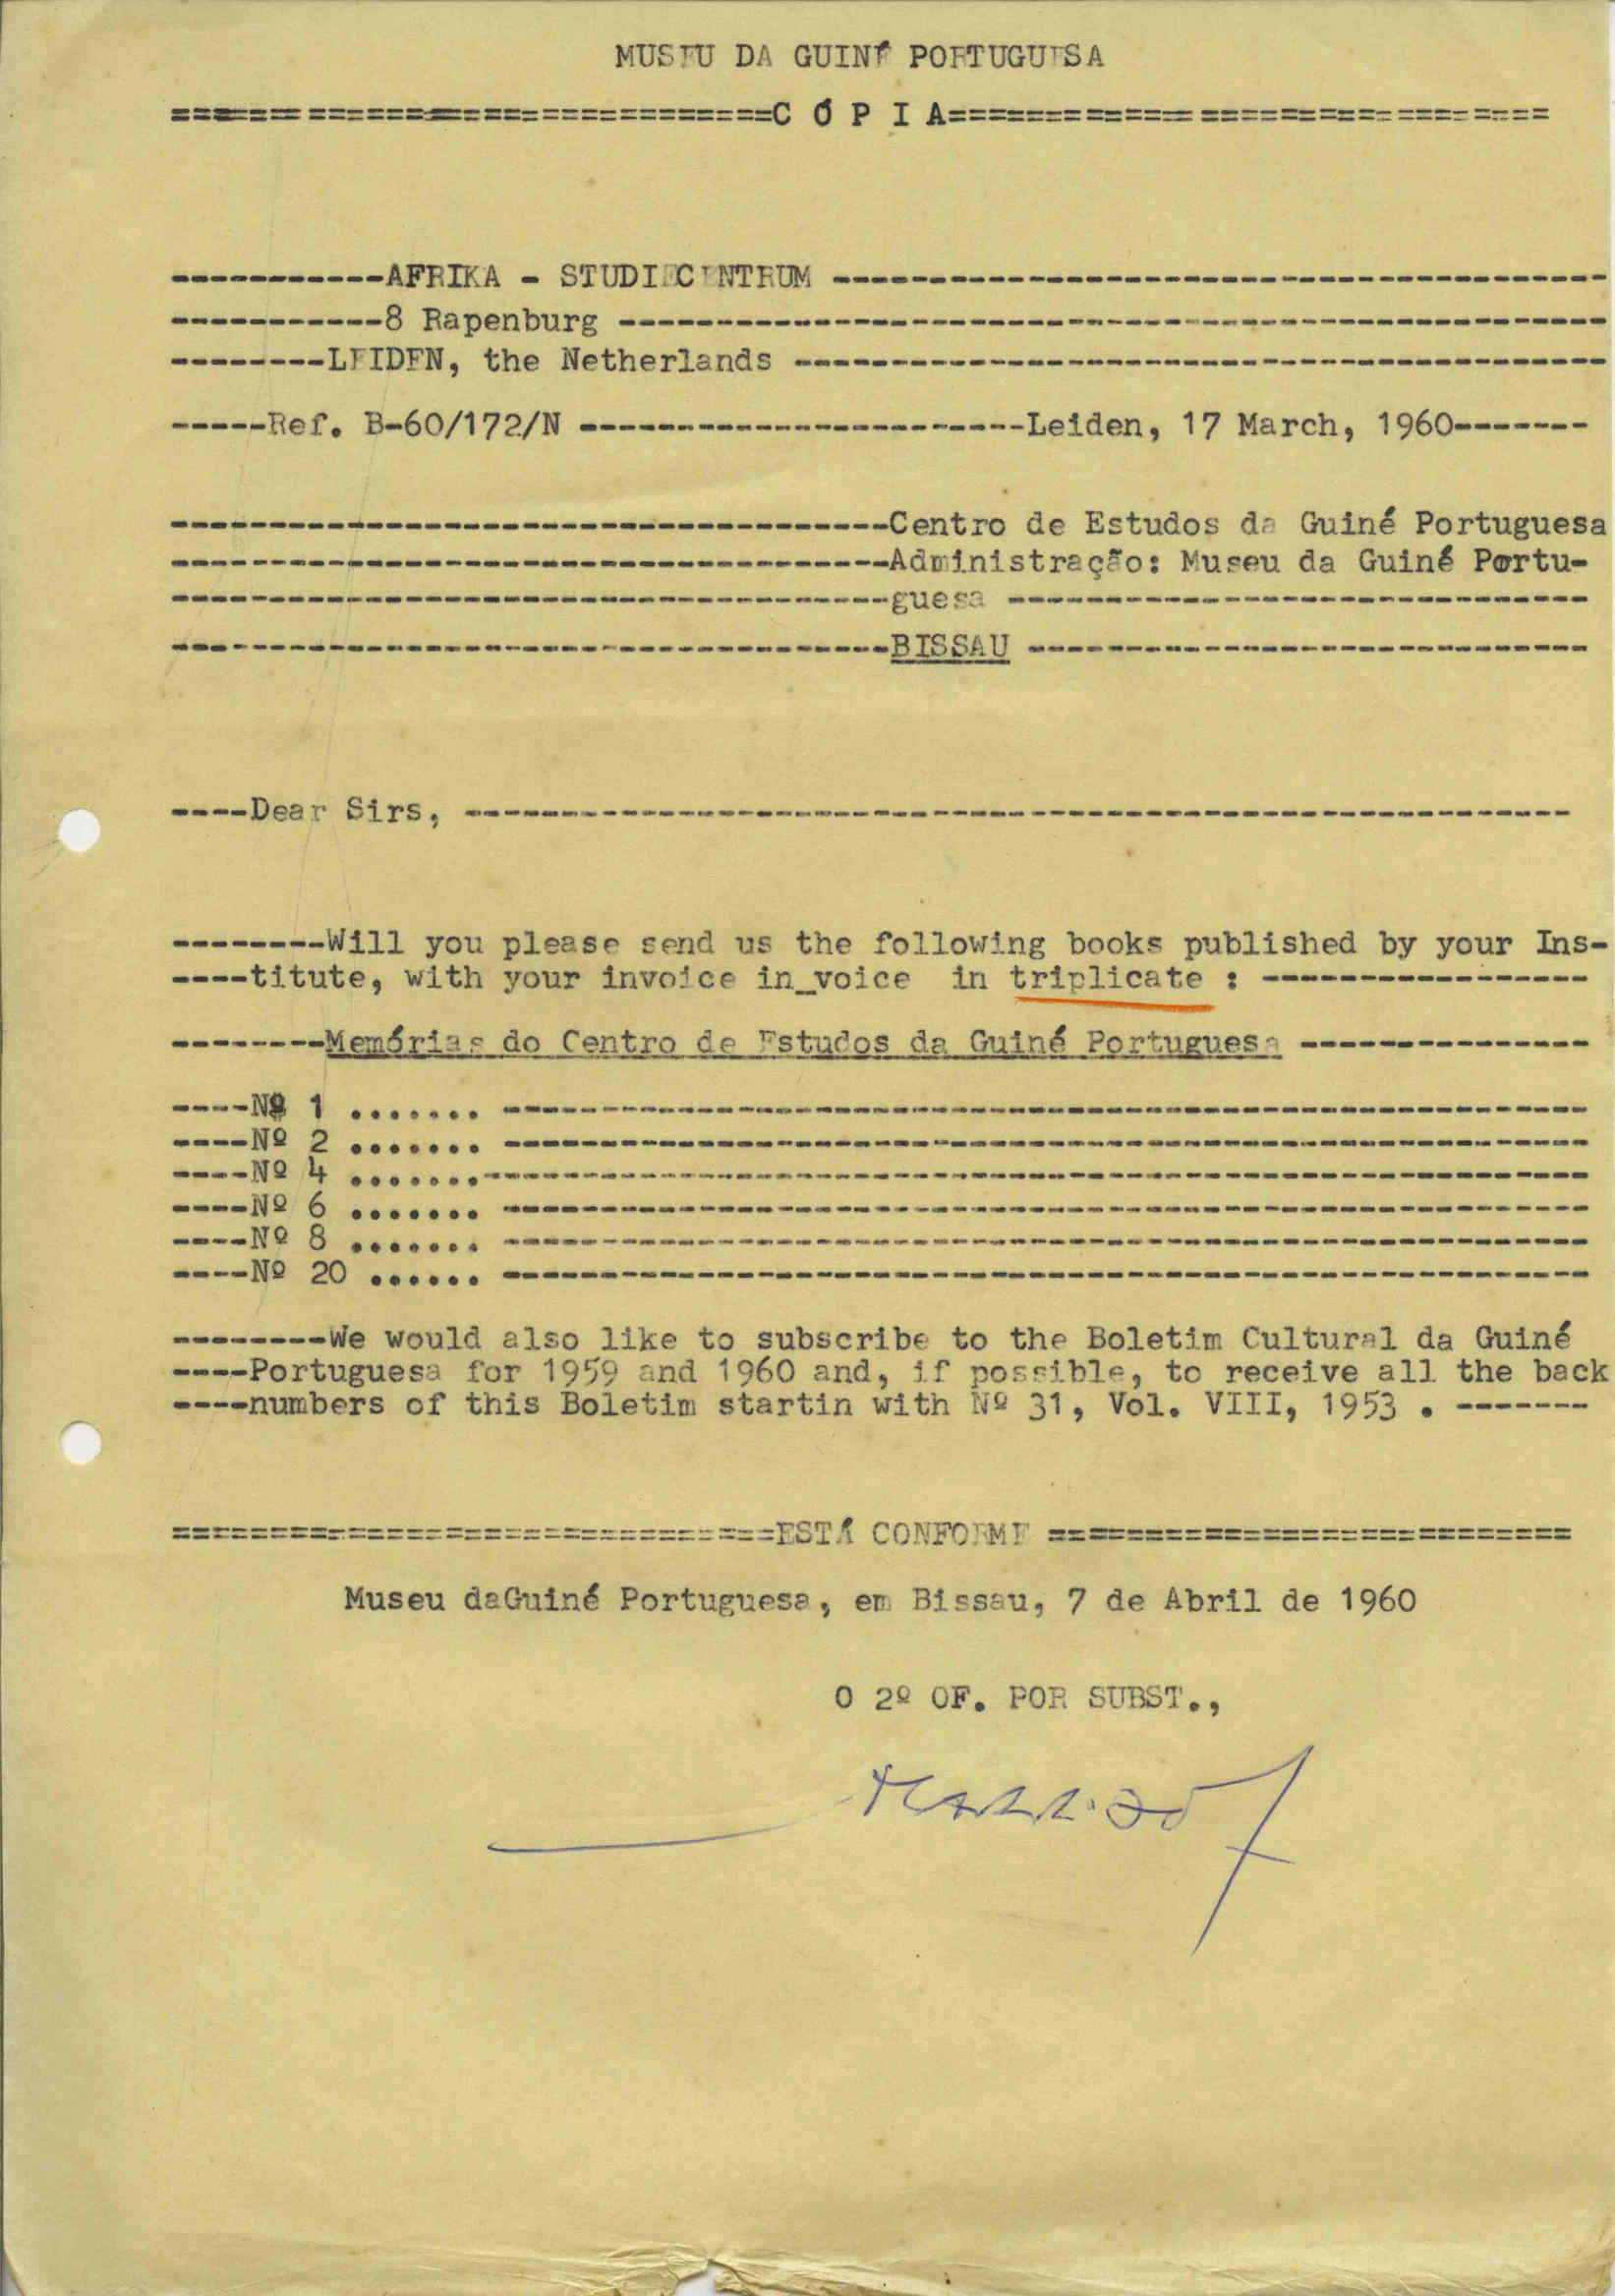 MUSEU DA GUINÉ PORTUGUESA
===============================C Ó P I A===============================
-----------AFRIKA - STUDIECENTRUM ----------------------------------------
-----------8 Rapenburg ---------------------------------------------------
--------LEIDEN, the Netherlands ------------------------------------------
-----Ref. B-60/172/N -----------------------Leiden, 17 March, 1960-------
-------------------------------------Centro de Estudos da Guiné Portuguesa
-------------------------------------Administração: Museu da Guiné Portu-
-------------------------------------guesa ------------------------------
-------------------------------------BISSAU -----------------------------
----Dear Sirs, ---------------------------------------------------------
--------Will you please send us the following books published by your Ins-
----titute, with your invoice in_voice  in triplicate : -----------------
--------Memórias do Centro de Estudos da Guiné Portuguesa ---------------
----Nº 1 ....... --------------------------------------------------------
----Nº 2 ....... --------------------------------------------------------
----Nº 4 .......---------------------------------------------------------
----Nº 6 ....... --------------------------------------------------------
----Nº 8 ....... --------------------------------------------------------
----Nº 20 ...... --------------------------------------------------------
--------We would also like to subscribe to the Boletim Cultural da Guiné
----Portuguesa for 1959 and 1960 and, if possible, to receive all the back
----numbers of this Boletim startin with Nº 31, Vol. VIII, 1953 . -------
===============================ESTÁ CONFORME ===========================
Museu daGuiné Portuguesa, em Bissau, 7 de Abril de 1960
O 2º OF. POR SUBST.,